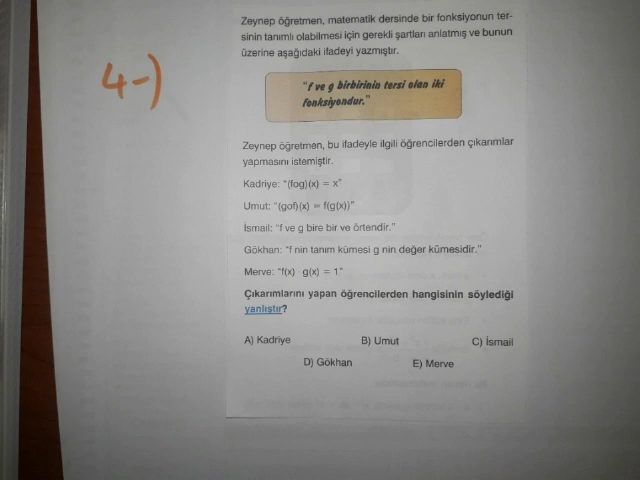 4-)
Zeynep öğretmen, matematik dersinde bir fonksiyonun ter-
sinin tanımlı olabilmesi için gerekli şartları anlatmış ve bunun
üzerine aşağıdaki ifadeyi yazmıştır.
"f ve g birbirinin tersi olan iki
fonksiyondur."
Zeynep öğretmen, bu ifadeyle ilgili öğrencilerden çıkarımlar
yapmasını istemiştir.
Kadriye: "(fog)(x) = x"
Umut: "(gof)(x) = f(g(x))"
İsmail: "f ve g bire bir ve örtendir."
Gökhan: "f nin tanım kümesi g nin değer kümesidir."
Merve: "f(x) · g(x) = 1"
Çıkarımlarını yapan öğrencilerden hangisinin söylediği
yanlıştır?
A) Kadriye B) Umut C) İsmail
D) Gökhan E) Merve